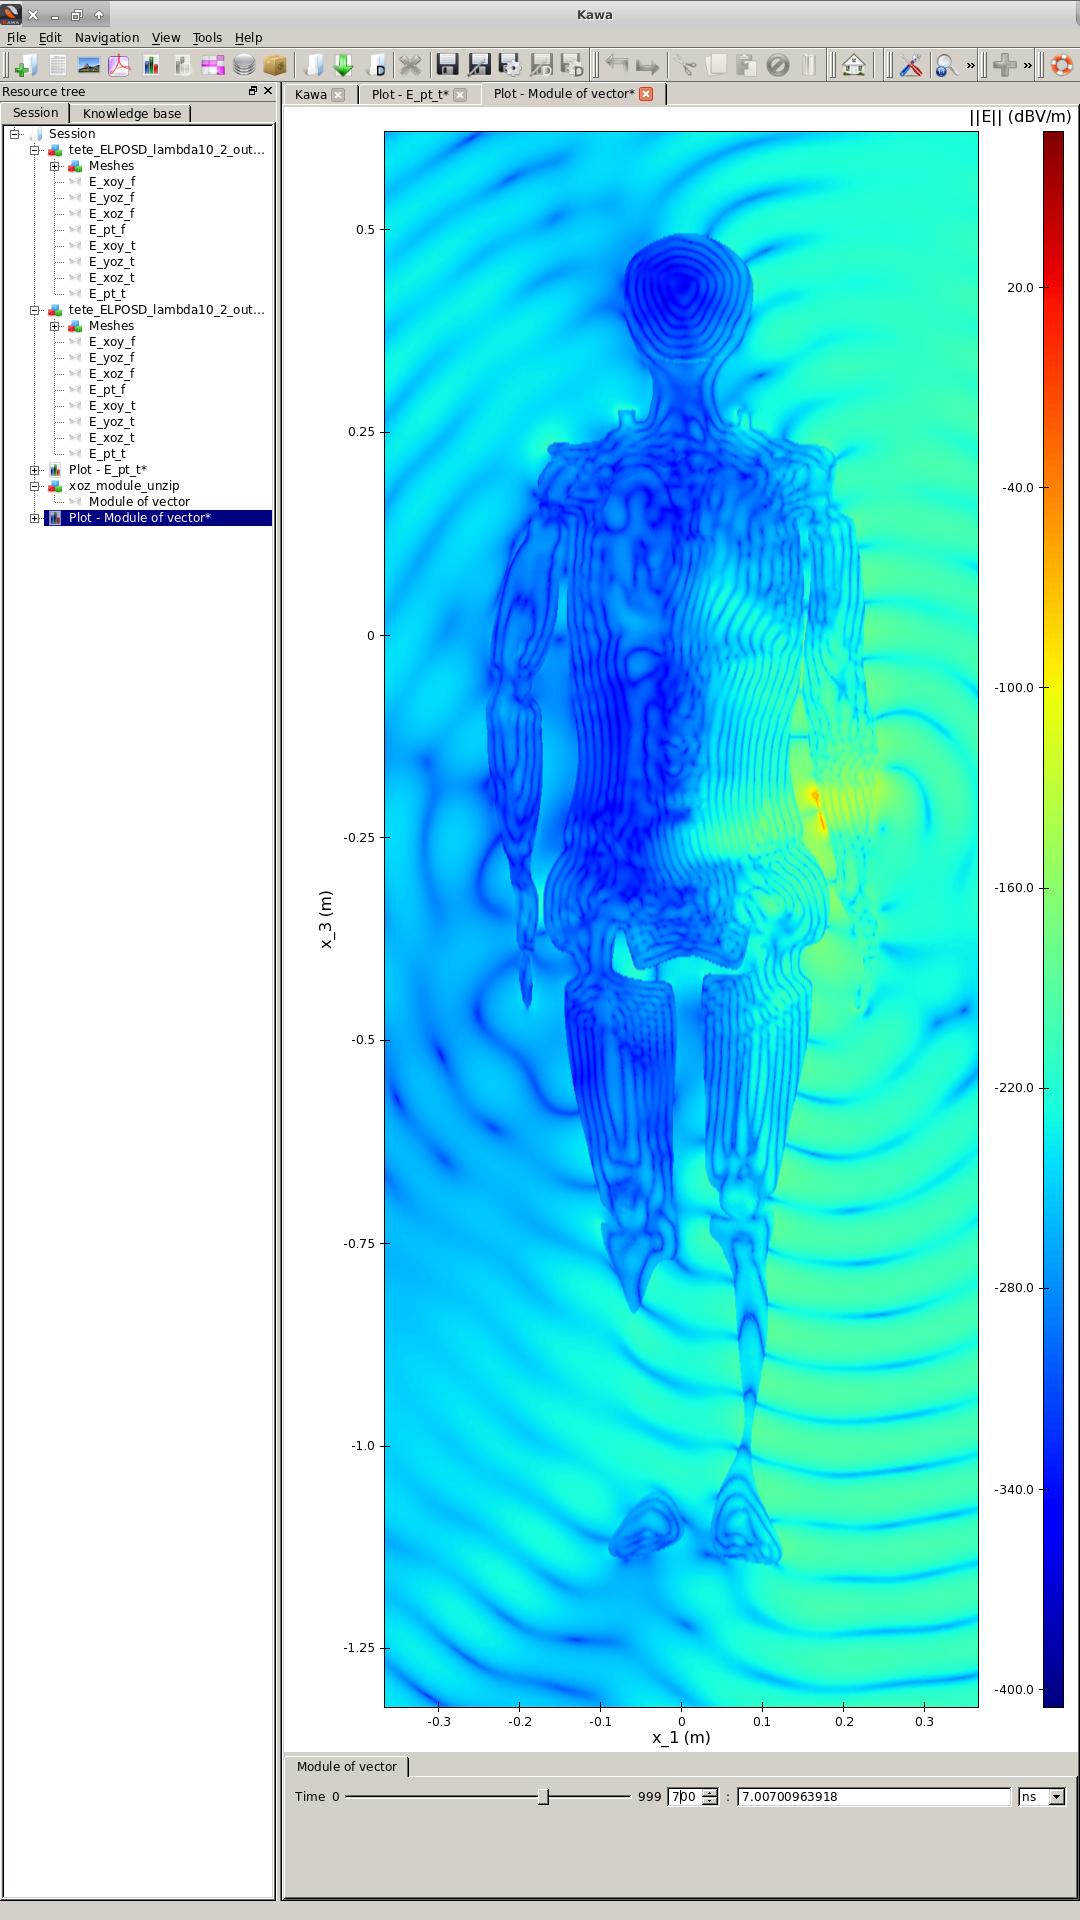 Kawa
File Edit Navigation View Tools Help
Resource tree
Session Knowledge base
Session
tete_ELPOSD_lambda10_2_out...
Meshes
E_xoy_f
E_yoz_f
E_xoz_f
E_pt_f
E_xoy_t
E_yoz_t
E_xoz_t
E_pt_t
tete_ELPOSD_lambda10_2_out...
Meshes
E_xoy_f
E_yoz_f
E_xoz_f
E_pt_f
E_xoy_t
E_yoz_t
E_xoz_t
E_pt_t
Plot - E_pt_t*
xoz_module_unzip
Module of vector
Plot - Module of vector*
Kawa Plot - E_pt_t* Plot - Module of vector*
||E|| (dBV/m)
0.5
0.25
0
-0.25
-0.5
-0.75
-1.0
-1.25
x_3 (m)
-0.3 -0.2 -0.1 0 0.1 0.2 0.3
x_1 (m)
20.0
-40.0
-100.0
-160.0
-220.0
-280.0
-340.0
-400.0
Module of vector
Time 0 999 700 : 7.00700963918 ns